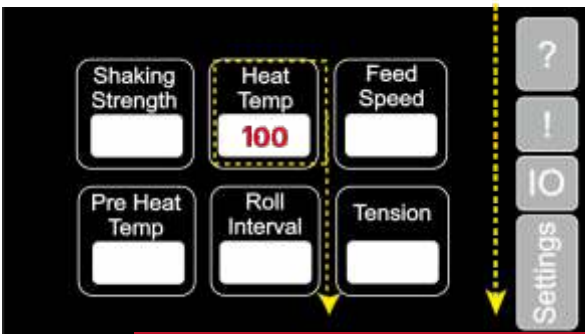 Shaking
Strength
Heat
Temp
100
Feed
Speed
Pre Heat
Temp
Roll
Interval
Tension
?
!
IO
Settings